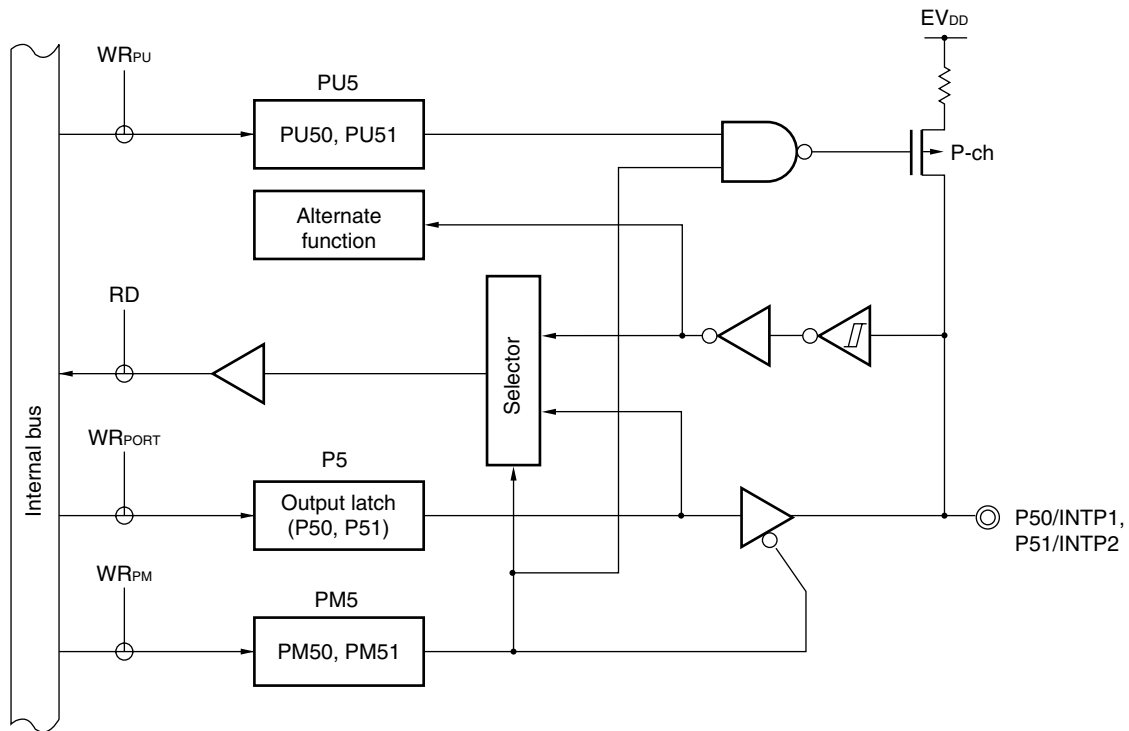 EVDD
WRPU
PU5
PU50, PU51
P-ch
Alternate
function
RD
Selector
Internal bus
WRPORT
P5
Output latch
(P50, P51)
P50/INTP1,
P51/INTP2
WRPM
PM5
PM50, PM51